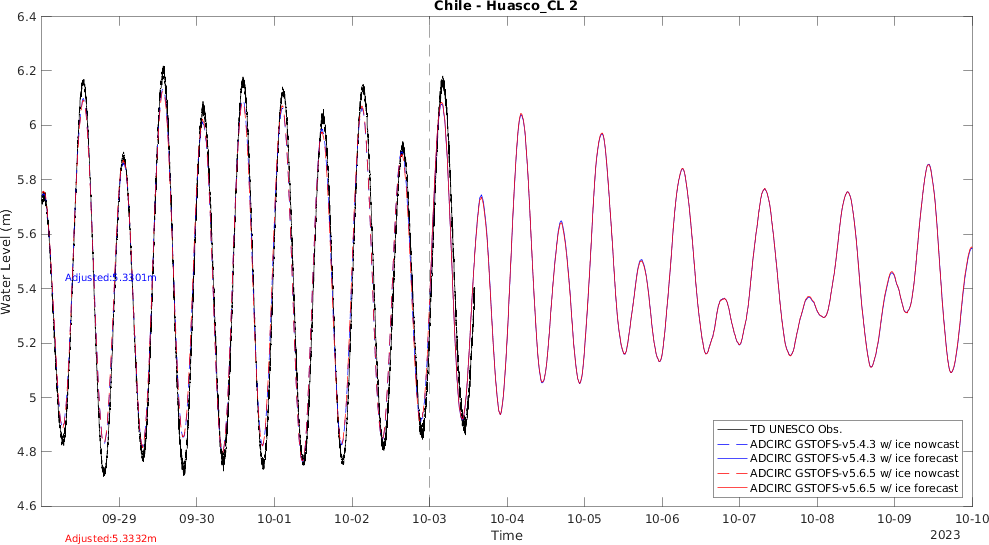 Chile - Huasco_CL 2
6.4
6.2
6
5.8
5.6
5.4
5.2
5
4.8
4.6
Water Level (m)
Adjusted:5.3301m
TD UNESCO Obs.
ADCIRC GSTOFS-v5.4.3 w/ ice nowcast
ADCIRC GSTOFS-v5.4.3 w/ ice forecast
ADCIRC GSTOFS-v5.6.5 w/ ice nowcast
ADCIRC GSTOFS-v5.6.5 w/ ice forecast
09-29 09-30 10-01 10-02 10-03 10-04 10-05 10-06 10-07 10-08 10-09 10-10
Time
2023
Adjusted:5.3332m